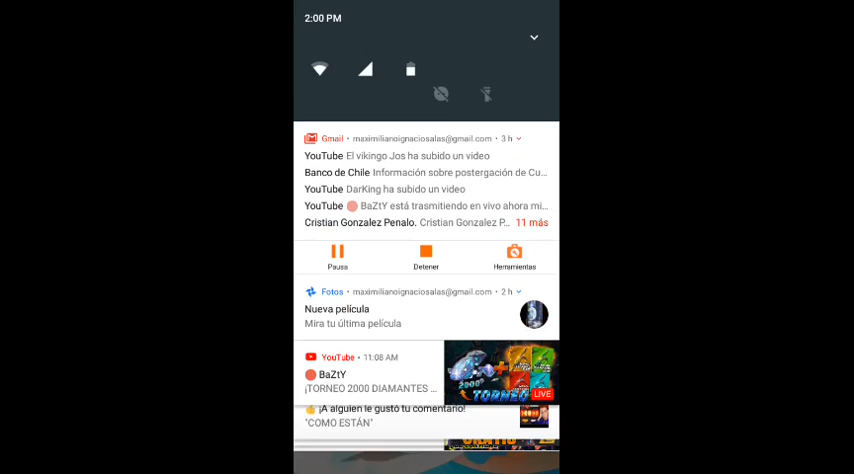 2:00 PM
Gmail • maximilianoignaciosalas@gmail.com • 3 h
YouTube El vikingo Jos ha subido un video
Banco de Chile Información sobre postergación de Cu...
YouTube DarKing ha subido un video
YouTube 🔴 BaZtY está trasmitiendo en vivo ahora mi...
Cristian Gonzalez Penalo. Cristian Gonzalez P... 11 más
Pausa Detener Herramientas
Fotos • maximilianoignaciosalas@gmail.com • 2 h
Nueva película
Mira tu última película
YouTube • 11:08 AM
🔴 BaZtY
¡TORNEO 2000 DIAMANTES ...
2000
TORNEO
LIVE
¡A alguien le gustó tu comentario!
"COMO ESTÁN"
GRATIS